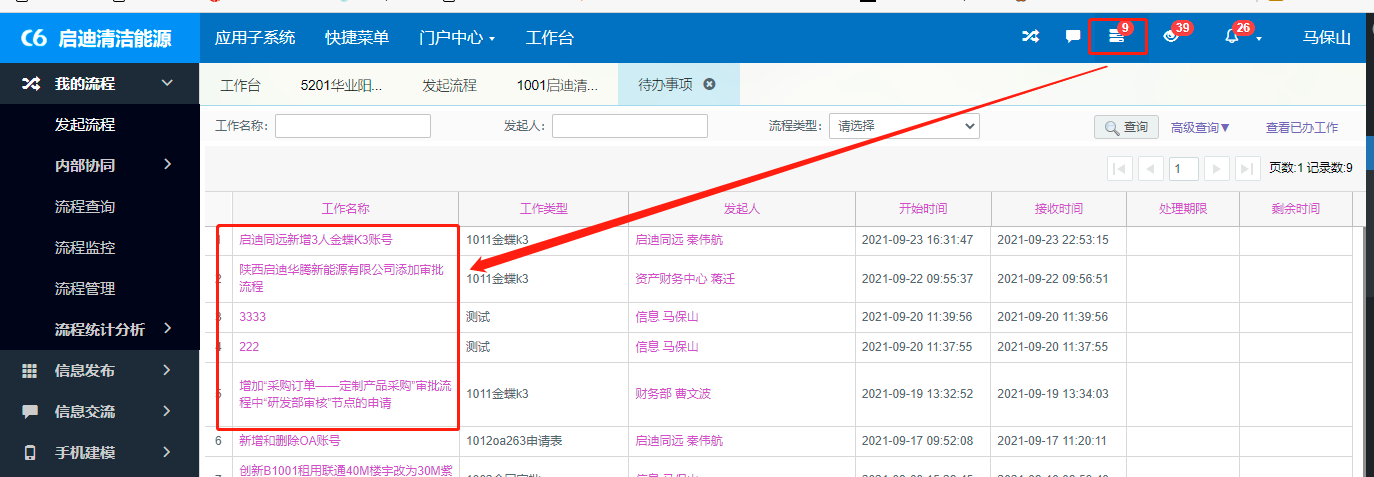 C6 启迪清洁能源 应用子系统 快捷菜单 门户中心 工作台 9 39 26 马保山
我的流程
发起流程
内部协同
流程查询
流程监控
流程管理
流程统计分析
信息发布
信息交流
手机建模
工作台 5201华业阳... 发起流程 1001启迪清... 待办事项
工作名称: 发起人: 流程类型: 请选择 查询 高级查询▼ 查看已办工作
1 页数:1 记录数:9
工作名称 工作类型 发起人 开始时间 接收时间 处理期限 剩余时间
1 启迪同远新增3人金蝶K3账号 1011金蝶k3 启迪同远 秦伟航 2021-09-23 16:31:47 2021-09-23 22:53:15
2 陕西启迪华腾新能源有限公司添加审批
流程 1011金蝶k3 资产财务中心 蒋迁 2021-09-22 09:55:37 2021-09-22 09:56:51
3 3333 测试 信息 马保山 2021-09-20 11:39:56 2021-09-20 11:39:56
4 222 测试 信息 马保山 2021-09-20 11:37:55 2021-09-20 11:37:55
5 增加“采购订单——定制产品采购”审批流
程中“研发部审核”节点的申请 1011金蝶k3 财务部 曹文波 2021-09-19 13:32:52 2021-09-19 13:34:03
6 新增和删除OA账号 1012oa263申请表 启迪同远 秦伟航 2021-09-17 09:52:08 2021-09-17 11:20:11
创新B1001租用联通40M楼宇改为30M紫